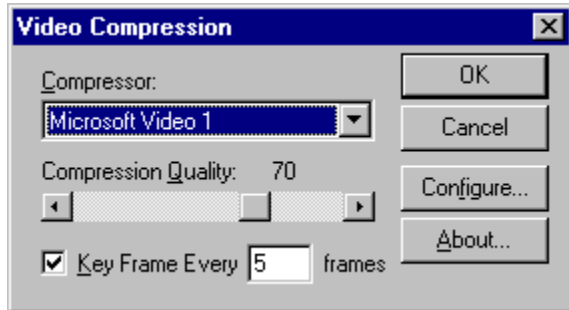 Video Compression
Compressor:
Microsoft Video 1
Compression Quality: 70
Key Frame Every 5 frames
OK
Cancel
Configure...
About...